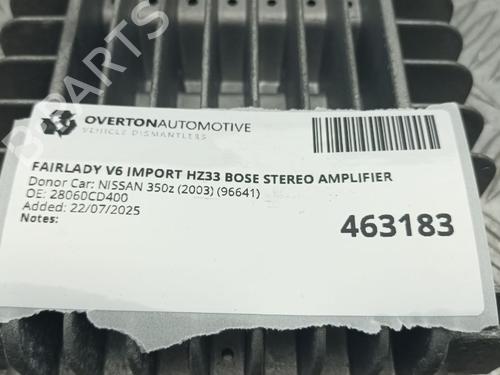 OVERTONAUTOMOTIVE
VEHICLE DISMANTLERS
FAIRLADY V6 IMPORT HZ33 BOSE STEREO AMPLIFIER
Donor Car: NISSAN 350z (2003) (96641)
OE: 28060CD400
Added: 22/07/2025
Notes:
463183
B PARTS